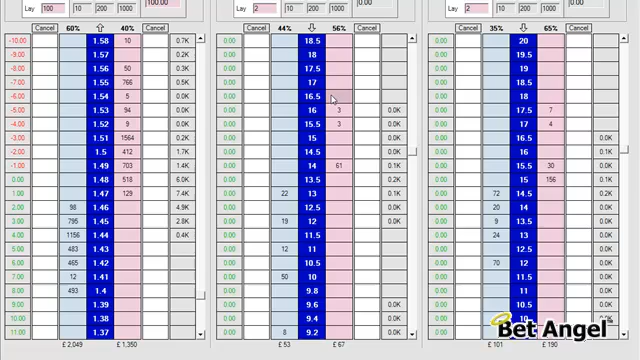 Lay 100 10 200 1000 100.00 Lay 2 10 200 1000 0.00 Lay 2 10 200 1000 0.00
Cancel 60% 40% Cancel Cancel 44% 56% Cancel Cancel 35% 65% Cancel
-10.00 1.58 10 0.7K 0.00 18.5 0.00 20
-9.00 1.57 0.2K 0.00 18 0.00 19.5
-8.00 1.56 50 0.3K 0.00 17.5 0.00 19
-7.00 1.55 766 0.5K 0.00 17 0.00 18.5
-6.00 1.54 5 0.2K 0.00 16.5 0.00 18
-5.00 1.53 94 0.2K 0.00 16 3 0.0K 0.00 17.5 7
-4.00 1.52 9 0.0K 0.00 15.5 3 0.0K 0.00 17 4
-3.00 1.51 1564 0.2K 0.00 15 0.0K 0.00 16.5 0.0K
-2.00 1.5 412 1.7K 0.00 14.5 0.0K 0.00 16 0.0K
-1.00 1.49 703 1.4K 0.00 14 61 0.1K 0.00 15.5 30 0.0K
0.00 1.48 518 6.0K 0.00 13.5 0.2K 0.00 15 156 0.1K
1.00 1.47 129 7.4K 0.00 22 13 0.0K 0.00 72 14.5 0.2K
2.00 98 1.46 4.9K 0.00 12.5 0.0K 0.00 20 14 0.0K
3.00 795 1.45 2.8K 0.00 19 12 0.0K 0.00 9 13.5 0.0K
4.00 1156 1.44 0.4K 0.00 11.5 0.00 24 13 0.0K
5.00 483 1.43 0.00 12 11 0.00 12.5
6.00 465 1.42 0.00 10.5 0.00 70 12
7.00 12 1.41 0.00 50 10 0.00 11.5
8.00 493 1.4 0.00 9.8 0.00 11
9.00 1.39 0.00 9.6 0.0K 0.00 10.5
10.00 1.38 0.00 9.4 0.0K 0.00 10
11.00 1.37 0.00 8 9.2 0.0K 0.00
£ 2,049 £ 1,350 £ 53 £ 67 £ 101 £ 190
Bet Angel